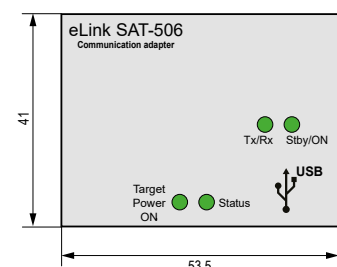 eLink SAT-506
Communication adapter
41
Tx/Rx Stby/ON
USB
Target
Power
ON
Status
53.5